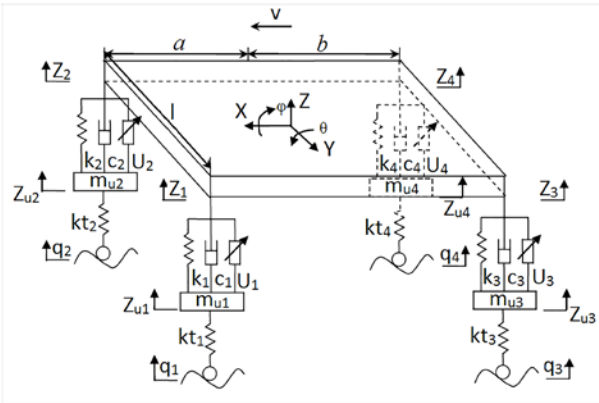 v
a b
Z2 Z4
l
Z
X φ θ
Y
k2 c2 U2 k4 c4 U4
Zu2 mu2 Z1 mu4 Z3
Zu4
kt2 kt4
q2 k1 c1 U1 q4 k3 c3 U3
Zu1 mu1 mu3 Zu3
kt1 kt3
q1 q3